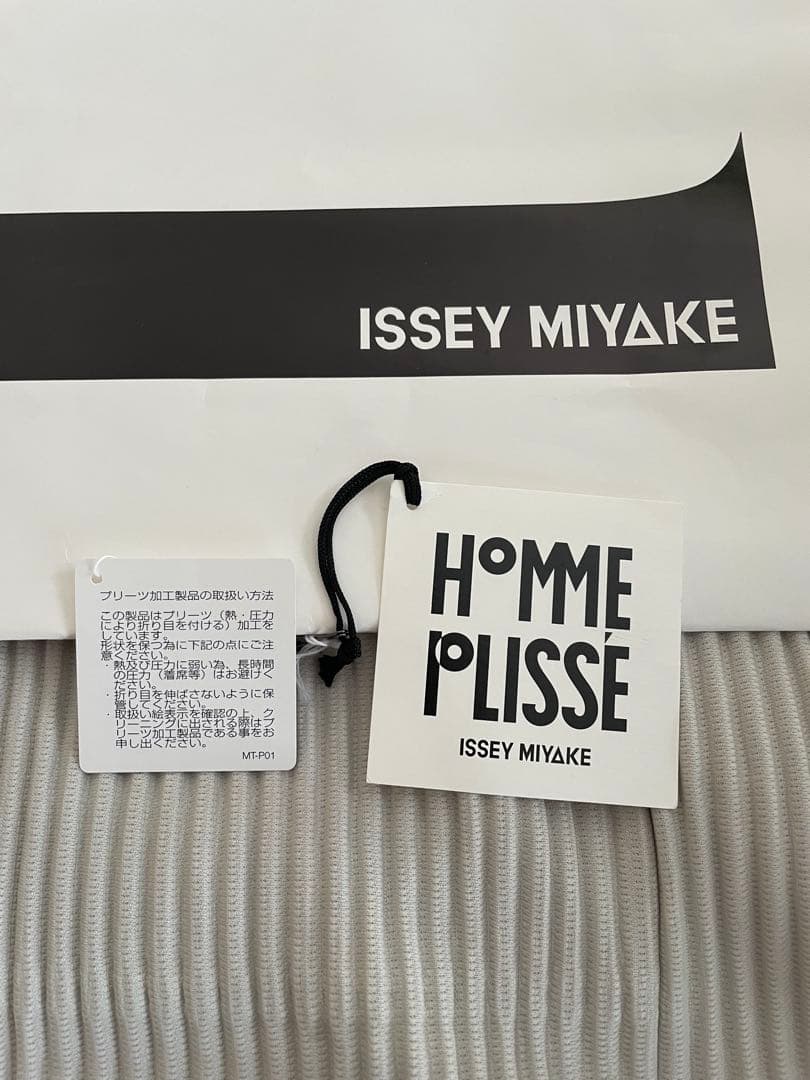 ISSEY MIYAKE
HOMME
PLISSÉ
ISSEY MIYAKE
プリーツ加工製品の取扱い方法
この製品はプリーツ（熱・圧力
により折り目を付ける）加工を
しています。
形状を保つ為に下記の点にご注
意ください。
・熱及び圧力に弱い為、長時間
の圧力（着席等）はお避けくだ
さい。
・折り目を伸ばさないように保
管してください。
・取扱い絵表示を確認の上、ク
リーニングに出される際はプ
リーツ加工製品である事をお
申し出ください。
MT-P01